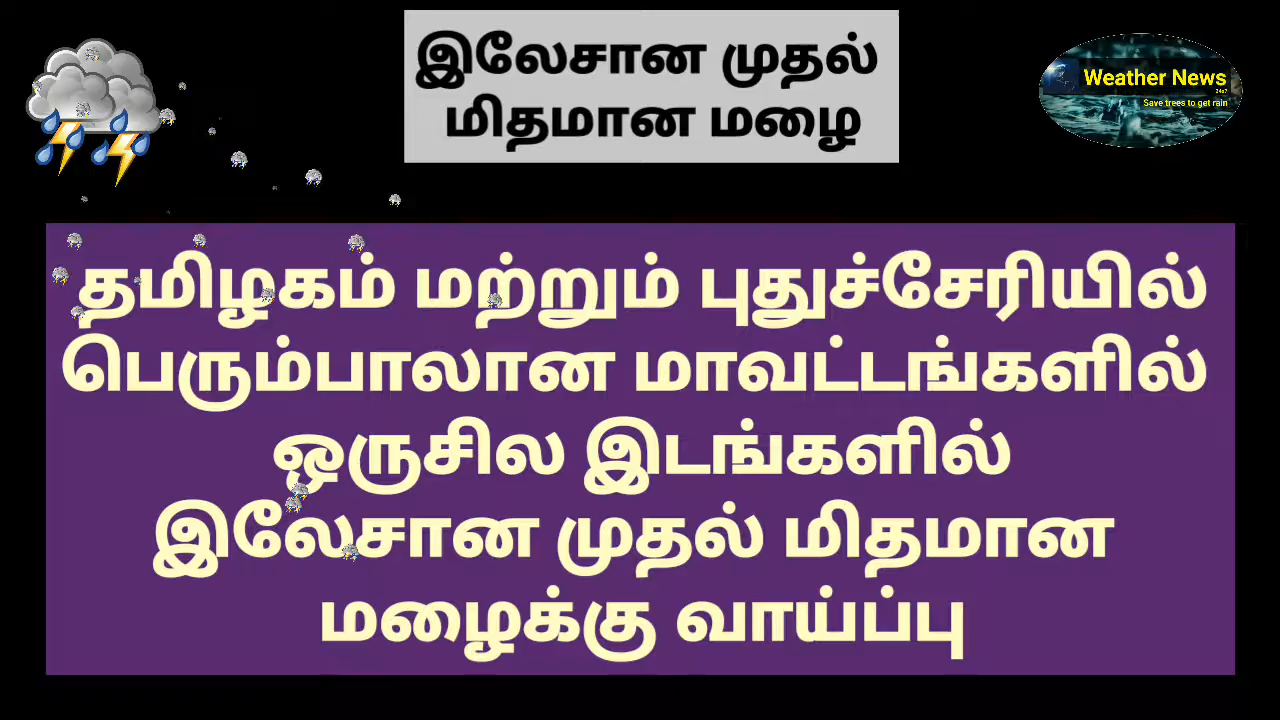 இலேசான முதல்
மிதமான மழை
Weather News
24x7
Save trees to get rain
தமிழகம் மற்றும் புதுச்சேரியில்
பெரும்பாலான மாவட்டங்களில்
ஒருசில இடங்களில்
இலேசான முதல் மிதமான
மழைக்கு வாய்ப்பு